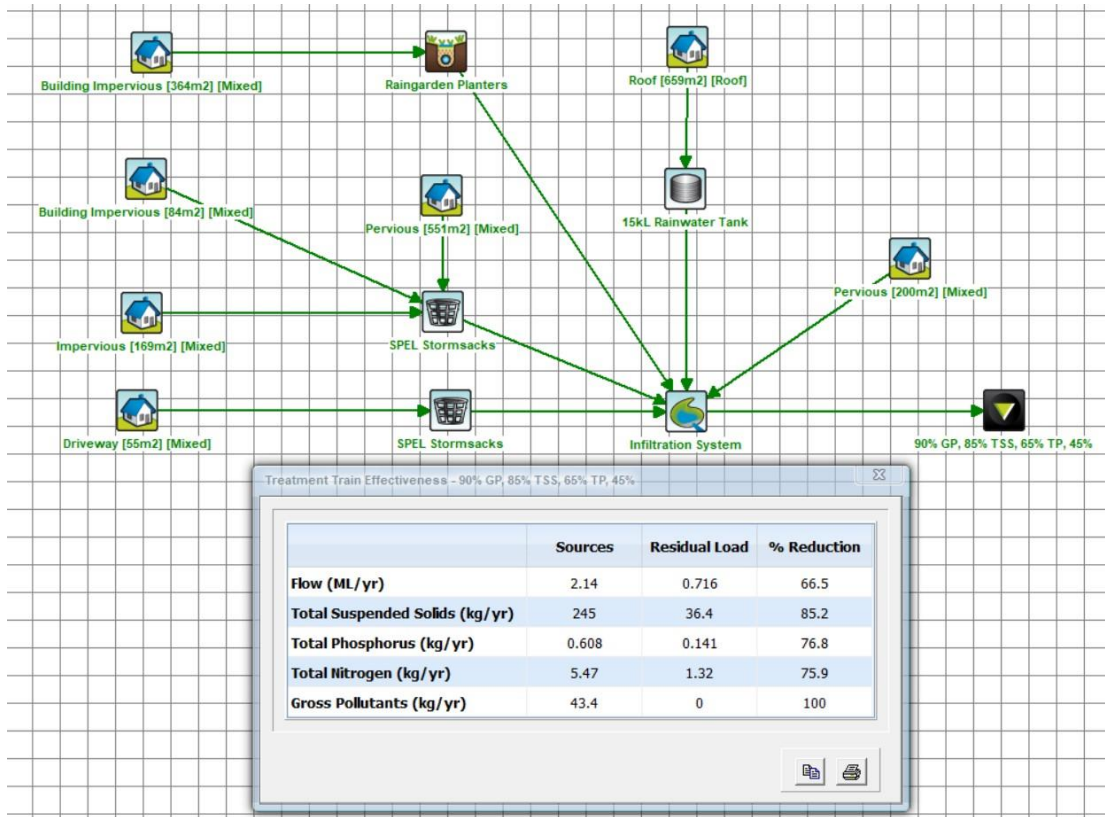 Building Impervious [364m2] [Mixed]
Raingarden Planters
Roof [659m2] [Roof]
Building Impervious [84m2] [Mixed]
Pervious [551m2] [Mixed]
15kL Rainwater Tank
Pervious [200m2] [Mixed]
Impervious [169m2] [Mixed]
SPEL Stormsacks
Driveway [55m2] [Mixed]
SPEL Stormsacks
Infiltration System
90% GP, 85% TSS, 65% TP, 45%
Treatment Train Effectiveness - 90% GP, 85% TSS, 65% TP, 45%
Sources Residual Load % Reduction
Flow (ML/yr) 2.14 0.716 66.5
Total Suspended Solids (kg/yr) 245 36.4 85.2
Total Phosphorus (kg/yr) 0.608 0.141 76.8
Total Nitrogen (kg/yr) 5.47 1.32 75.9
Gross Pollutants (kg/yr) 43.4 0 100